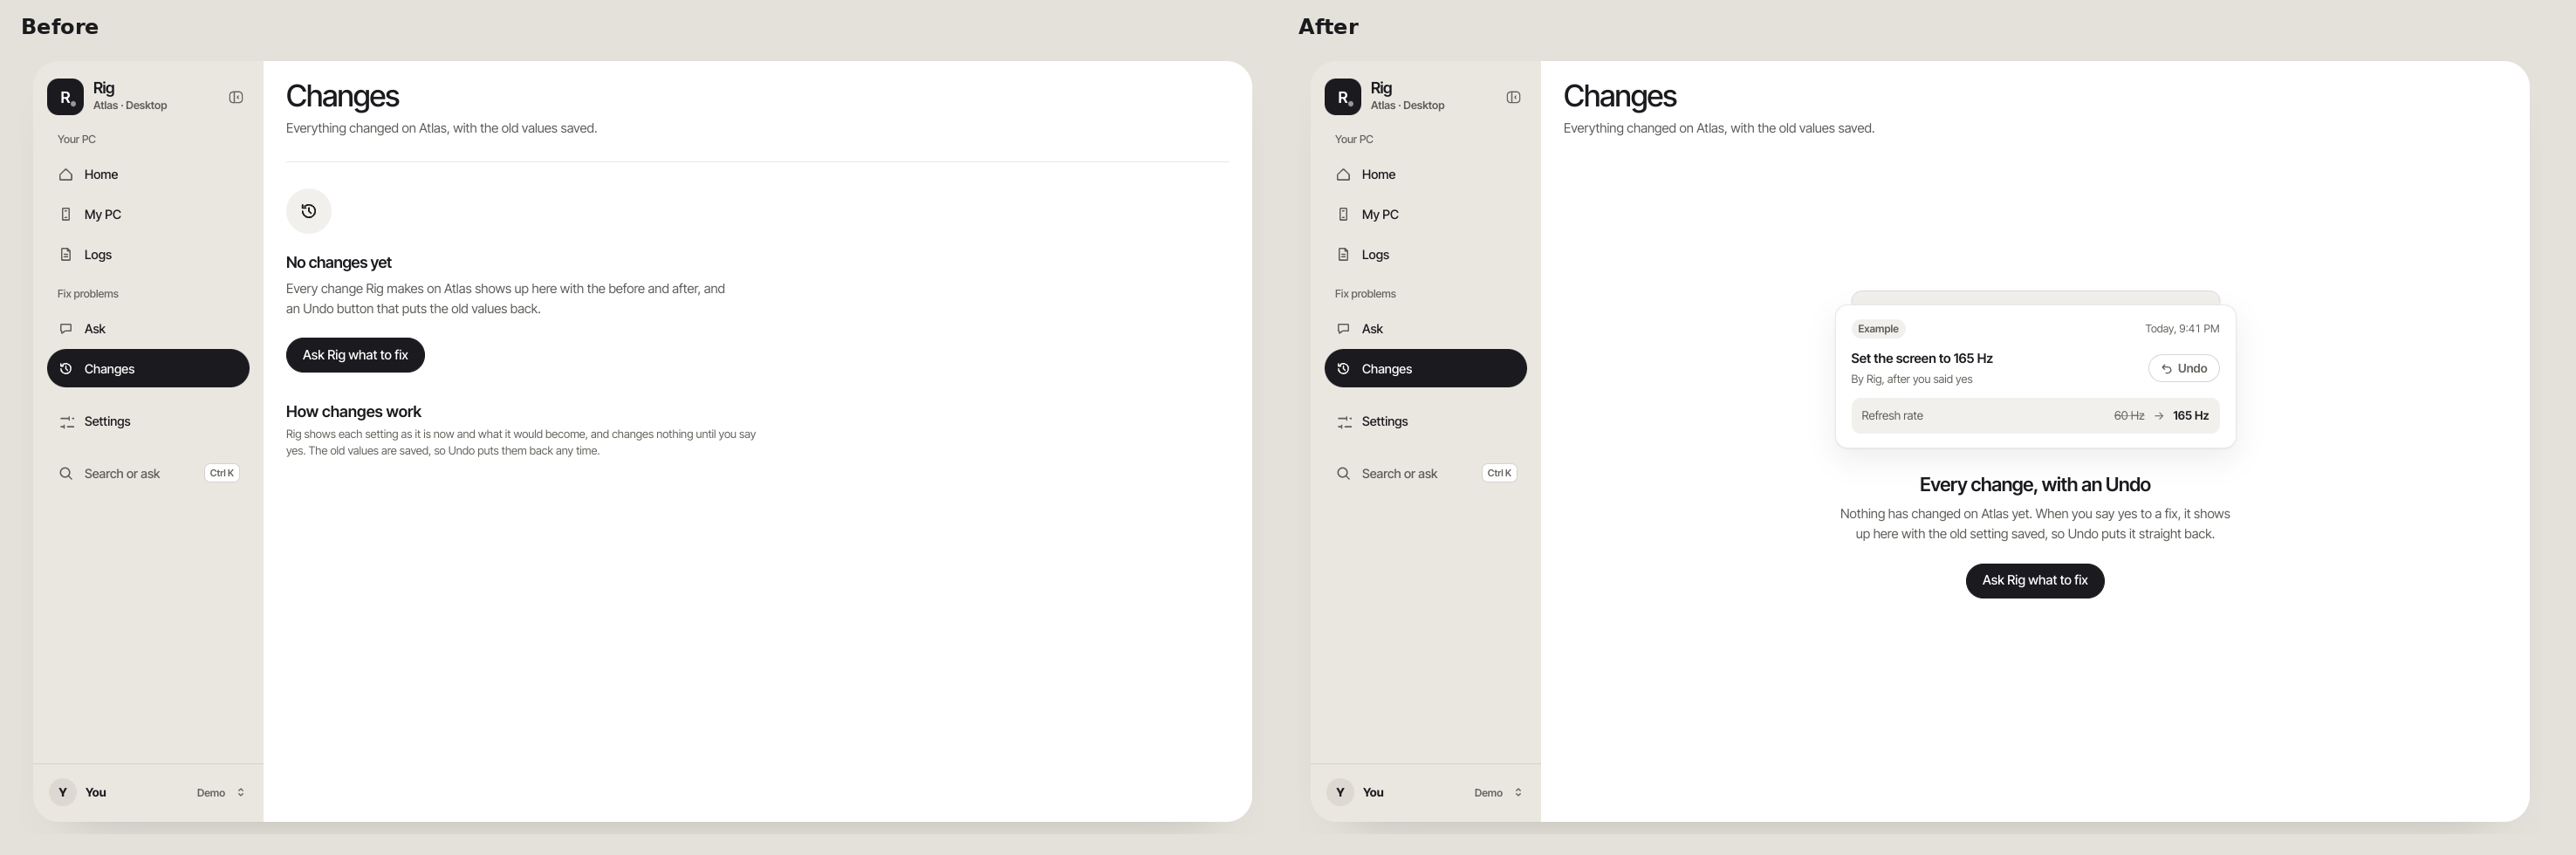 Before
R
Rig
Atlas · Desktop
Your PC
Home
My PC
Logs
Fix problems
Ask
Changes
Settings
Search or ask
Ctrl K
Y
You
Demo
Changes
Everything changed on Atlas, with the old values saved.
No changes yet
Every change Rig makes on Atlas shows up here with the before and after, and
an Undo button that puts the old values back.
Ask Rig what to fix
How changes work
Rig shows each setting as it is now and what it would become, and changes nothing until you say
yes. The old values are saved, so Undo puts them back any time.
After
R
Rig
Atlas · Desktop
Your PC
Home
My PC
Logs
Fix problems
Ask
Changes
Settings
Search or ask
Ctrl K
Y
You
Demo
Changes
Everything changed on Atlas, with the old values saved.
Example
Today, 9:41 PM
Set the screen to 165 Hz
By Rig, after you said yes
Undo
Refresh rate
60 Hz → 165 Hz
Every change, with an Undo
Nothing has changed on Atlas yet. When you say yes to a fix, it shows
up here with the old setting saved, so Undo puts it straight back.
Ask Rig what to fix